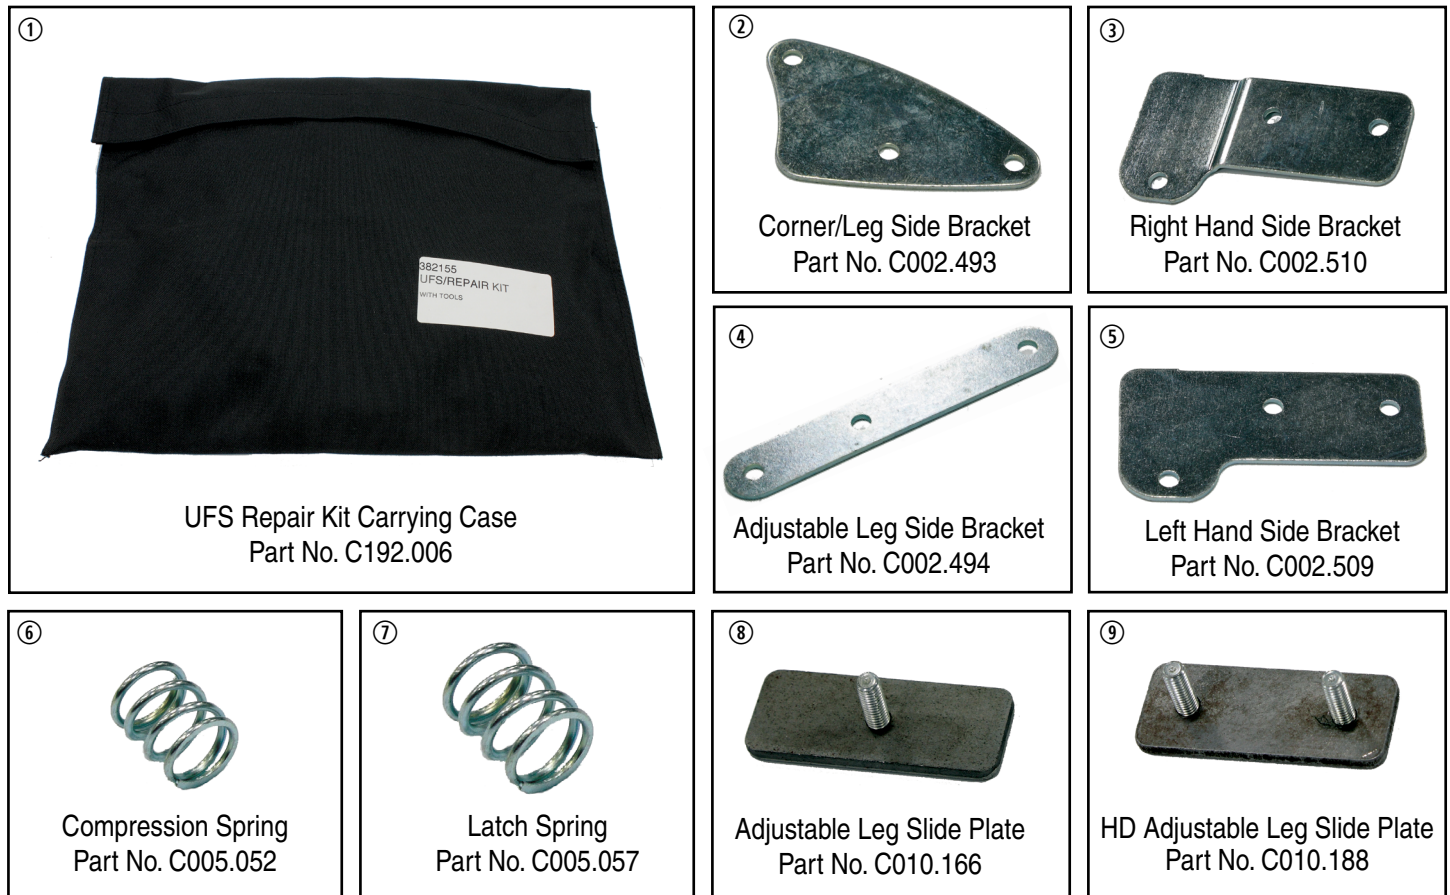 ①
382155
UFS/REPAIR KIT
WITH TOOLS
UFS Repair Kit Carrying Case
Part No. C192.006
②
Corner/Leg Side Bracket
Part No. C002.493
③
Right Hand Side Bracket
Part No. C002.510
④
Adjustable Leg Side Bracket
Part No. C002.494
⑤
Left Hand Side Bracket
Part No. C002.509
⑥
Compression Spring
Part No. C005.052
⑦
Latch Spring
Part No. C005.057
⑧
Adjustable Leg Slide Plate
Part No. C010.166
⑨
HD Adjustable Leg Slide Plate
Part No. C010.188